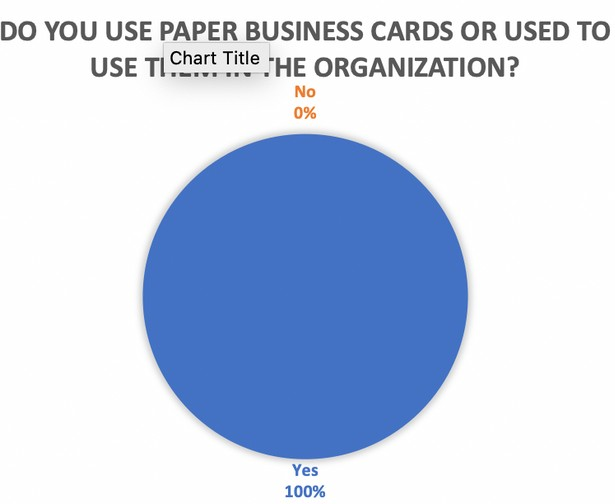 DO YOU USE PAPER BUSINESS CARDS OR USED TO
USE THEM IN THE ORGANIZATION?
Chart Title
No
0%
Yes
100%